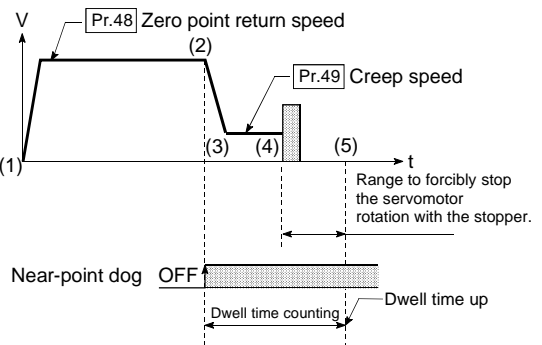 Pr.48 Zero point return speed
V
(2)
Pr.49 Creep speed
(1)
(3)
(4)
(5)
t
Range to forcibly stop
the servomotor
rotation with the stopper.
Near-point dog OFF
Dwell time counting
Dwell time up